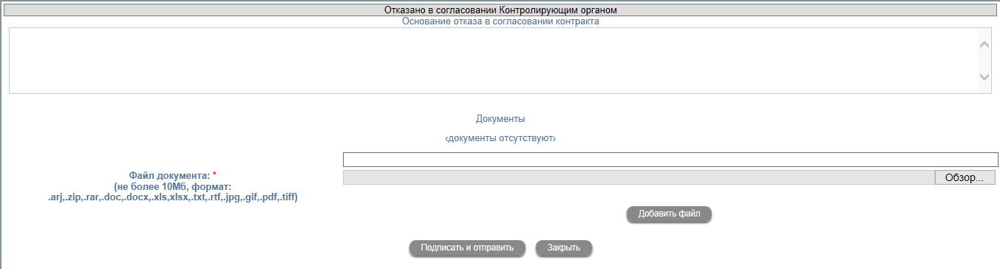 Отказано в согласовании Контролирующим органом
Основание отказа в согласовании контракта
Документы
‹документы отсутствуют›
Файл документа: *
(не более 10Мб, формат:
.arj,.zip,.rar,.doc,.docx,.xls,xlsx,.txt,.rtf,.jpg,.gif,.pdf,.tiff)
Обзор...
Добавить файл
Подписать и отправить
Закрыть